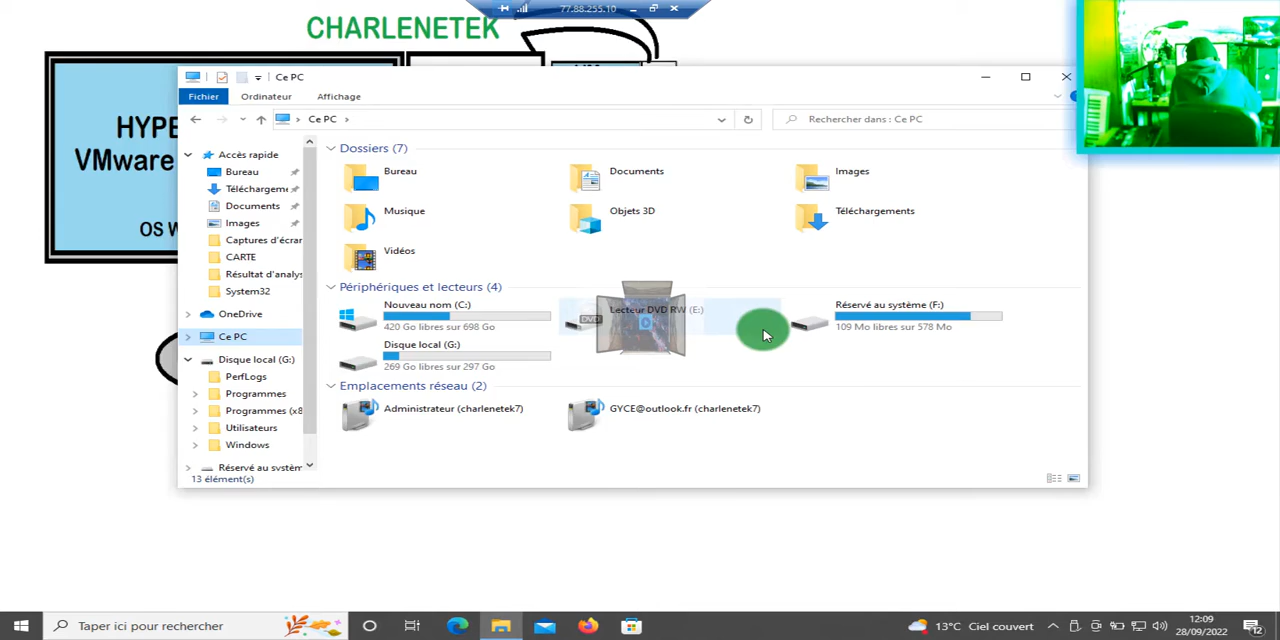 77.88.255.10
CHARLENETEK
Ce PC
Fichier
Ordinateur
Affichage
Ce PC
Rechercher dans : Ce PC
HYPE
VMware
OS W
Accès rapide
Bureau
Téléchargeme
Documents
Images
Captures d'écra
CARTE
Résultat d'analys
System32
OneDrive
Ce PC
Disque local (G:)
PerfLogs
Programmes
Programmes (x8
Utilisateurs
Windows
Réservé au systèm
Dossiers (7)
Bureau
Documents
Images
Musique
Objets 3D
Téléchargements
Vidéos
Périphériques et lecteurs (4)
Nouveau nom (C:)
420 Go libres sur 698 Go
DVD
Lecteur DVD RW (E:)
Réservé au système (F:)
109 Mo libres sur 578 Mo
Disque local (G:)
269 Go libres sur 297 Go
Emplacements réseau (2)
Administrateur (charlenetek7)
GYCE@outlook.fr (charlenetek7)
13 élément(s)
Taper ici pour rechercher
13°C Ciel couvert
12:09
28/09/2022
12